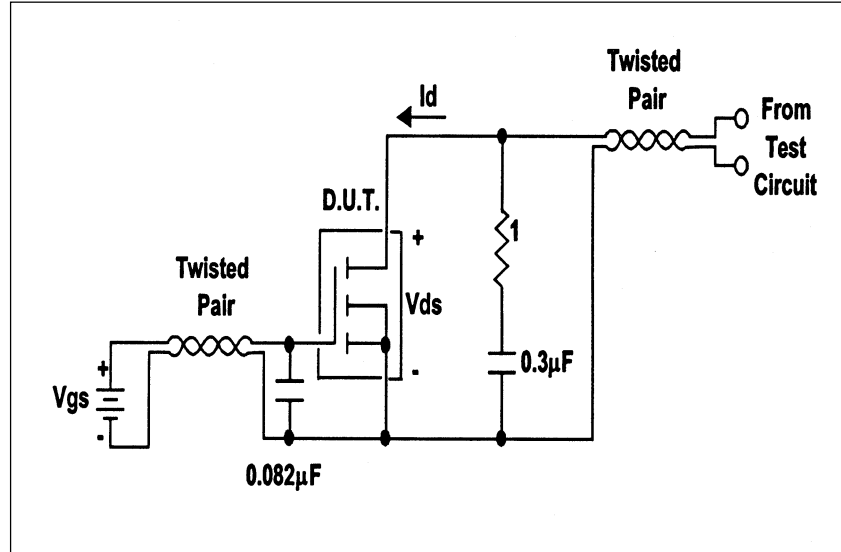 Twisted
Pair
From
Test
Circuit
Id
D.U.T.
+
1
Vds
Twisted
Pair
-
0.3µF
+
Vgs
-
0.082µF